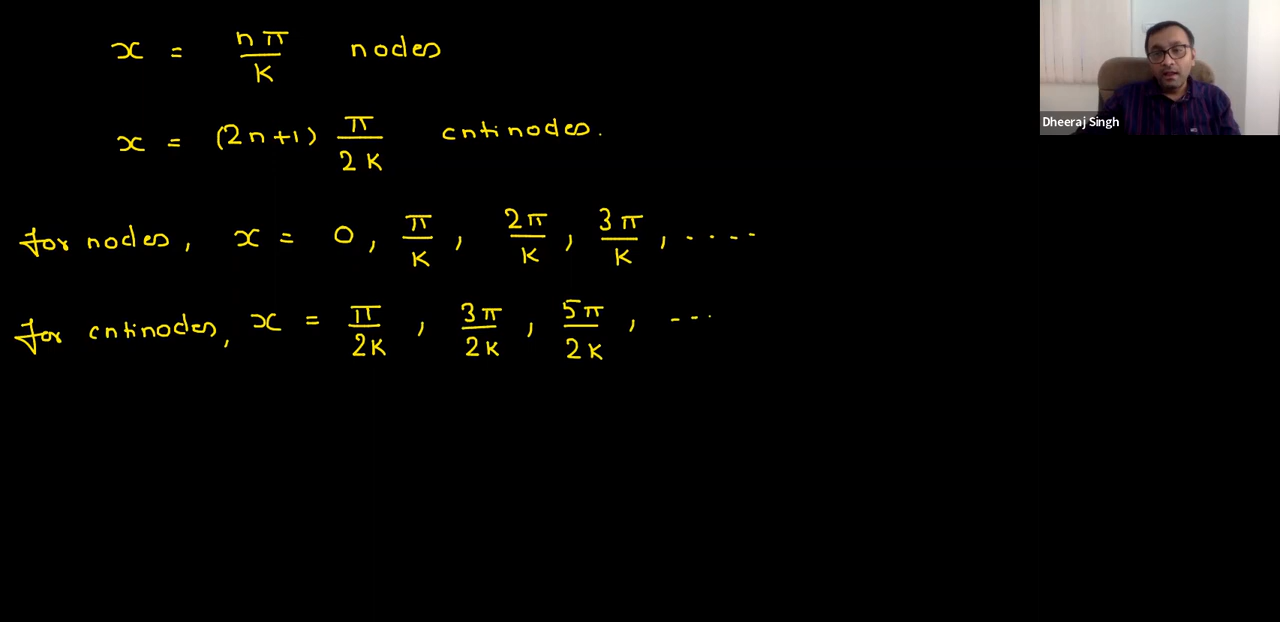 x = nπ/K nodes
x = (2n+1) π/2K antinodes.
Dheeraj Singh
for nodes, x = 0, π/K, 2π/K, 3π/K, ....
for antinodes, x = π/2K, 3π/2K, 5π/2K, ---